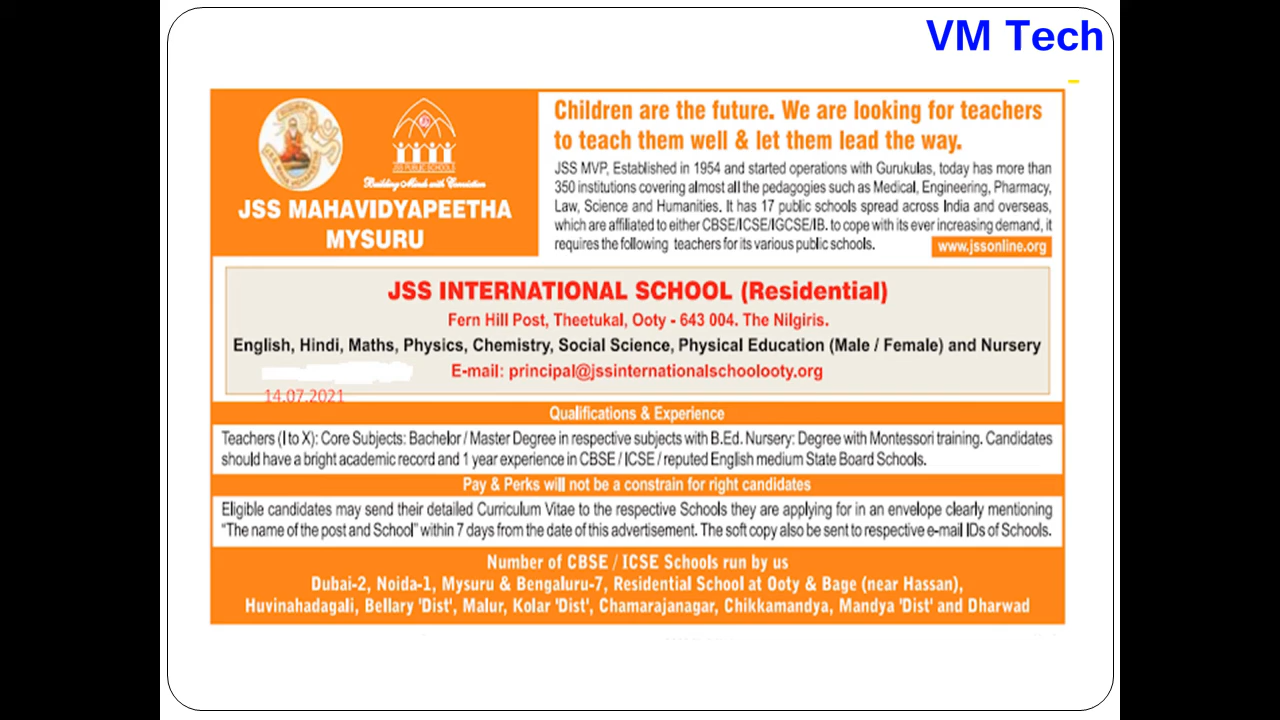 VM Tech
JSS PUBLIC SCHOOLS
Building Minds with Conviction
JSS MAHAVIDYAPEETHA
MYSURU
Children are the future. We are looking for teachers
to teach them well & let them lead the way.
JSS MVP, Established in 1954 and started operations with Gurukulas, today has more than
350 institutions covering almost all the pedagogies such as Medical, Engineering, Pharmacy,
Law, Science and Humanities. It has 17 public schools spread across India and overseas,
which are affiliated to either CBSE/ICSE/IGCSE/IB. to cope with its ever increasing demand, it
requires the following teachers for its various public schools.
www.jssonline.org
JSS INTERNATIONAL SCHOOL (Residential)
Fern Hill Post, Theetukal, Ooty - 643 004. The Nilgiris.
English, Hindi, Maths, Physics, Chemistry, Social Science, Physical Education (Male / Female) and Nursery
E-mail: principal@jssinternationalschoolooty.org
14.07.2021
Qualifications & Experience
Teachers (I to X): Core Subjects: Bachelor / Master Degree in respective subjects with B.Ed. Nursery: Degree with Montessori training. Candidates
should have a bright academic record and 1 year experience in CBSE / ICSE / reputed English medium State Board Schools.
Pay & Perks will not be a constrain for right candidates
Eligible candidates may send their detailed Curriculum Vitae to the respective Schools they are applying for in an envelope clearly mentioning
"The name of the post and School" within 7 days from the date of this advertisement. The soft copy also be sent to respective e-mail IDs of Schools.
Number of CBSE / ICSE Schools run by us
Dubai-2, Noida-1, Mysuru & Bengaluru-7, Residential School at Ooty & Bage (near Hassan),
Huvinahadagali, Bellary 'Dist', Malur, Kolar 'Dist', Chamarajanagar, Chikkamandya, Mandya 'Dist' and Dharwad